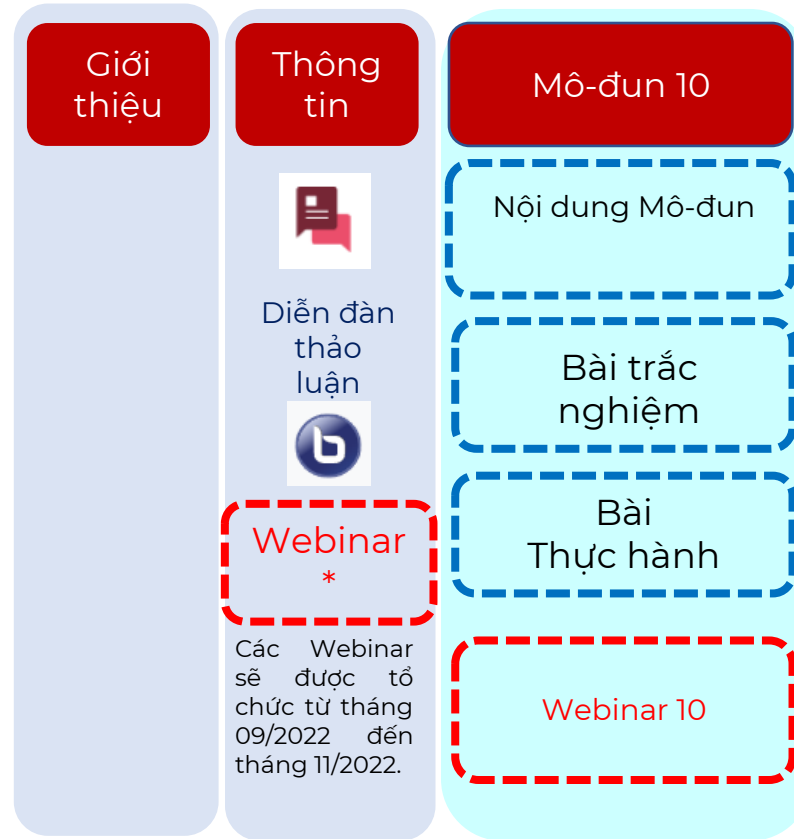 Giới
thiệu
Thông
tin
Diễn đàn
thảo
luận
Webinar
*
Các Webinar
sẽ được tổ
chức từ tháng
09/2022 đến
tháng 11/2022.
Mô-đun 10
Nội dung Mô-đun
Bài trắc
nghiệm
Bài
Thực hành
Webinar 10